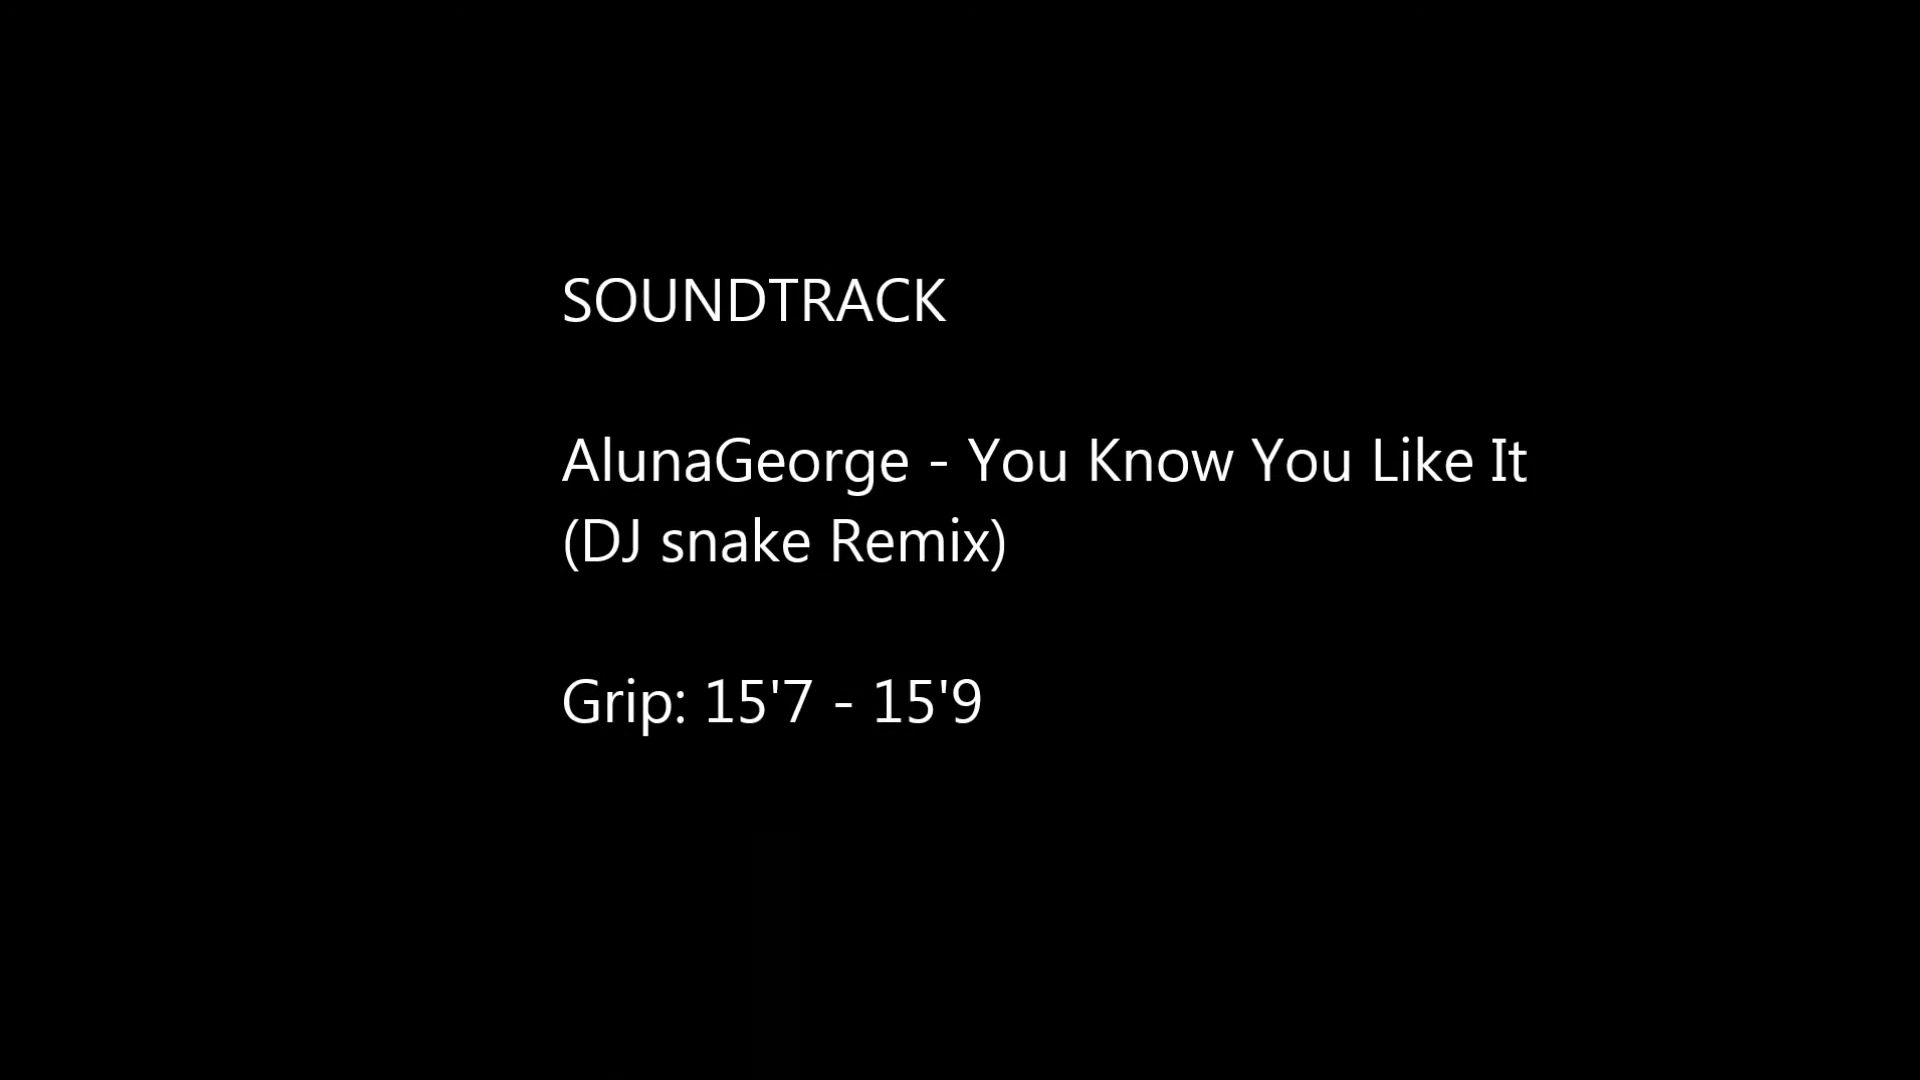 SOUNDTRACK
AlunaGeorge - You Know You Like It
(DJ snake Remix)
Grip: 15'7 - 15'9